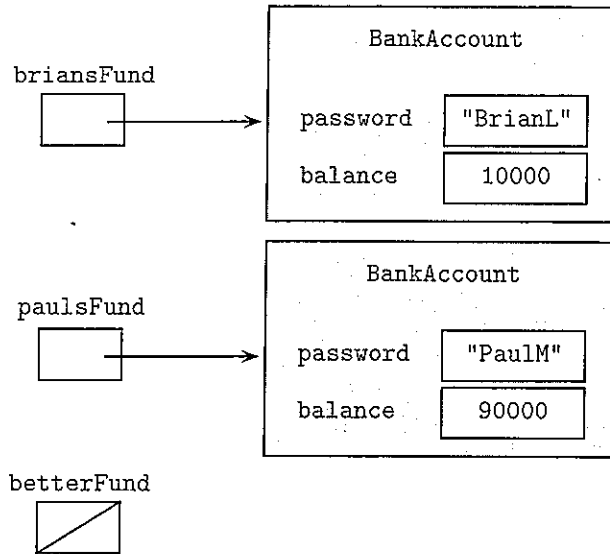 BankAccount
briansFund
password "BrianL"
balance 10000
BankAccount
paulsFund
password "PaulM"
balance 90000
betterFund